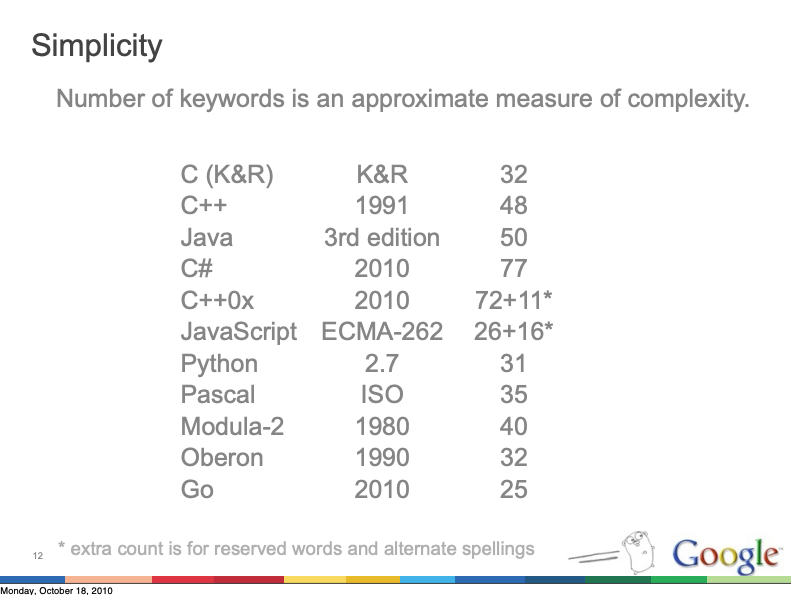 Simplicity
Number of keywords is an approximate measure of complexity.
C (K&R) K&R 32
C++ 1991 48
Java 3rd edition 50
C# 2010 77
C++0x 2010 72+11*
JavaScript ECMA-262 26+16*
Python 2.7 31
Pascal ISO 35
Modula-2 1980 40
Oberon 1990 32
Go 2010 25
* extra count is for reserved words and alternate spellings
12
Google™
Monday, October 18, 2010